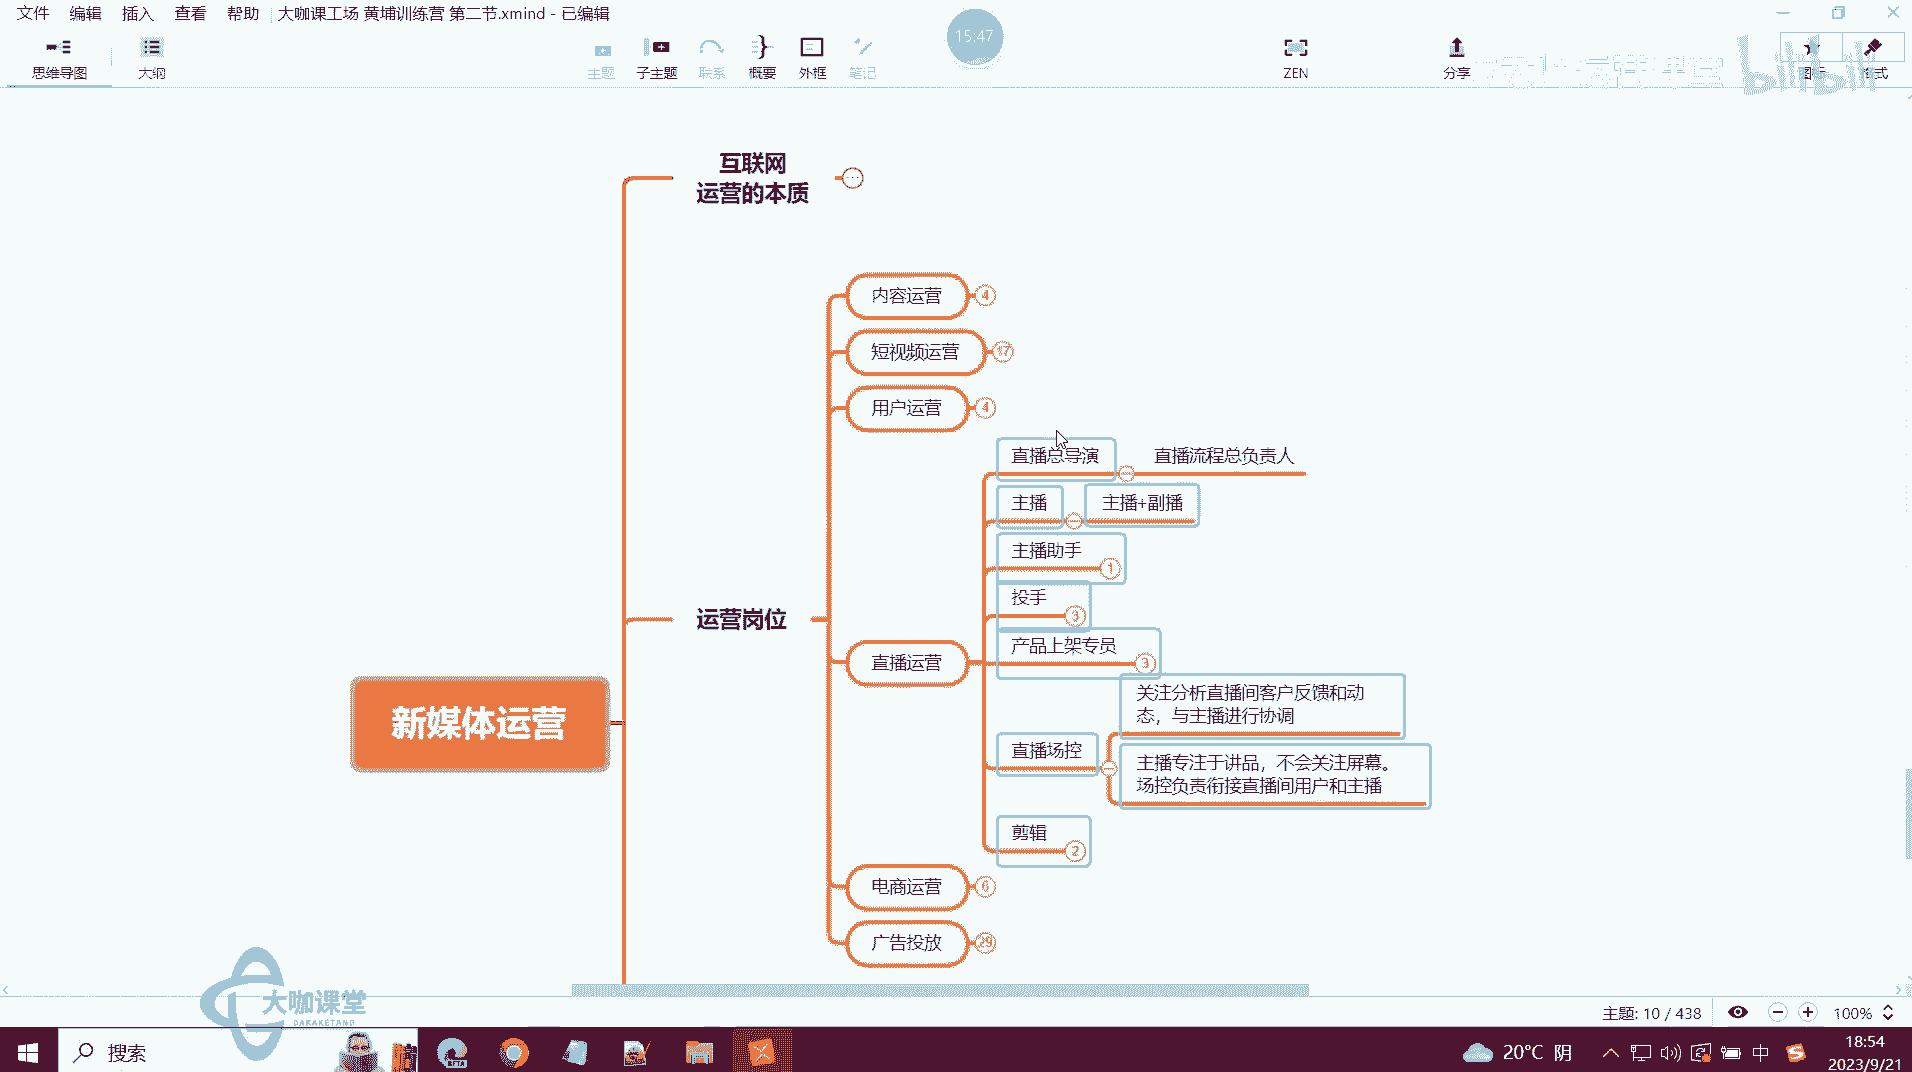 文件 编辑 插入 查看 帮助 大咖课工场 黄埔训练营 第二节.xmind - 已编辑
15:47
思维导图 大纲 主题 子主题 联系 概要 外框 笔记 ZEN 分享 图标 格式
bilibili
互联网
运营的本质
内容运营 4
短视频运营 17
用户运营 4
直播总导演 直播流程总负责人
主播 主播+副播
主播助手 1
投手 3
产品上架专员 3
运营岗位
直播运营
关注分析直播间客户反馈和动
态，与主播进行协调
新媒体运营
直播场控
主播专注于讲品，不会关注屏幕。
场控负责衔接直播间用户和主播
剪辑 2
电商运营 6
广告投放 29
大咖课堂
DAKAKETANG
主题: 10 / 438 100%
搜索 BETA 20°C 阴 中 18:54
2023/9/21